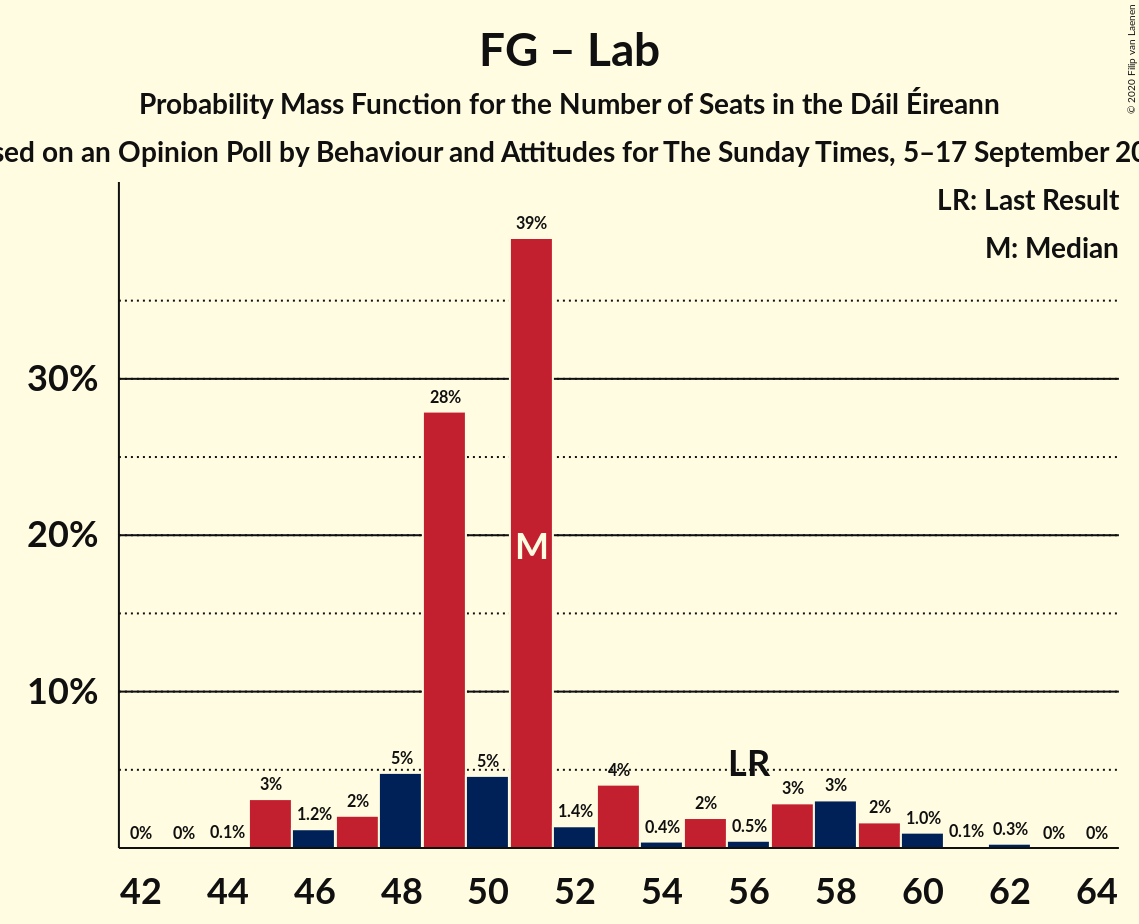 FG – Lab
Probability Mass Function for the Number of Seats in the Dáil Éireann
on an Opinion Poll by Behaviour and Attitudes for The Sunday Times, 5–17 September
© 2020 Filip van Laenen
LR: Last Result
M: Median
39%
30%
28%
20%
M
10%
LR
5%
5%
4%
3%
3%
3%
2%
2%
2%
1.2%
1.4%
1.0%
0%
0%
0.1%
0.4%
0.5%
0.1%
0.3%
0%
0%
42 44 46 48 50 52 54 56 58 60 62 64